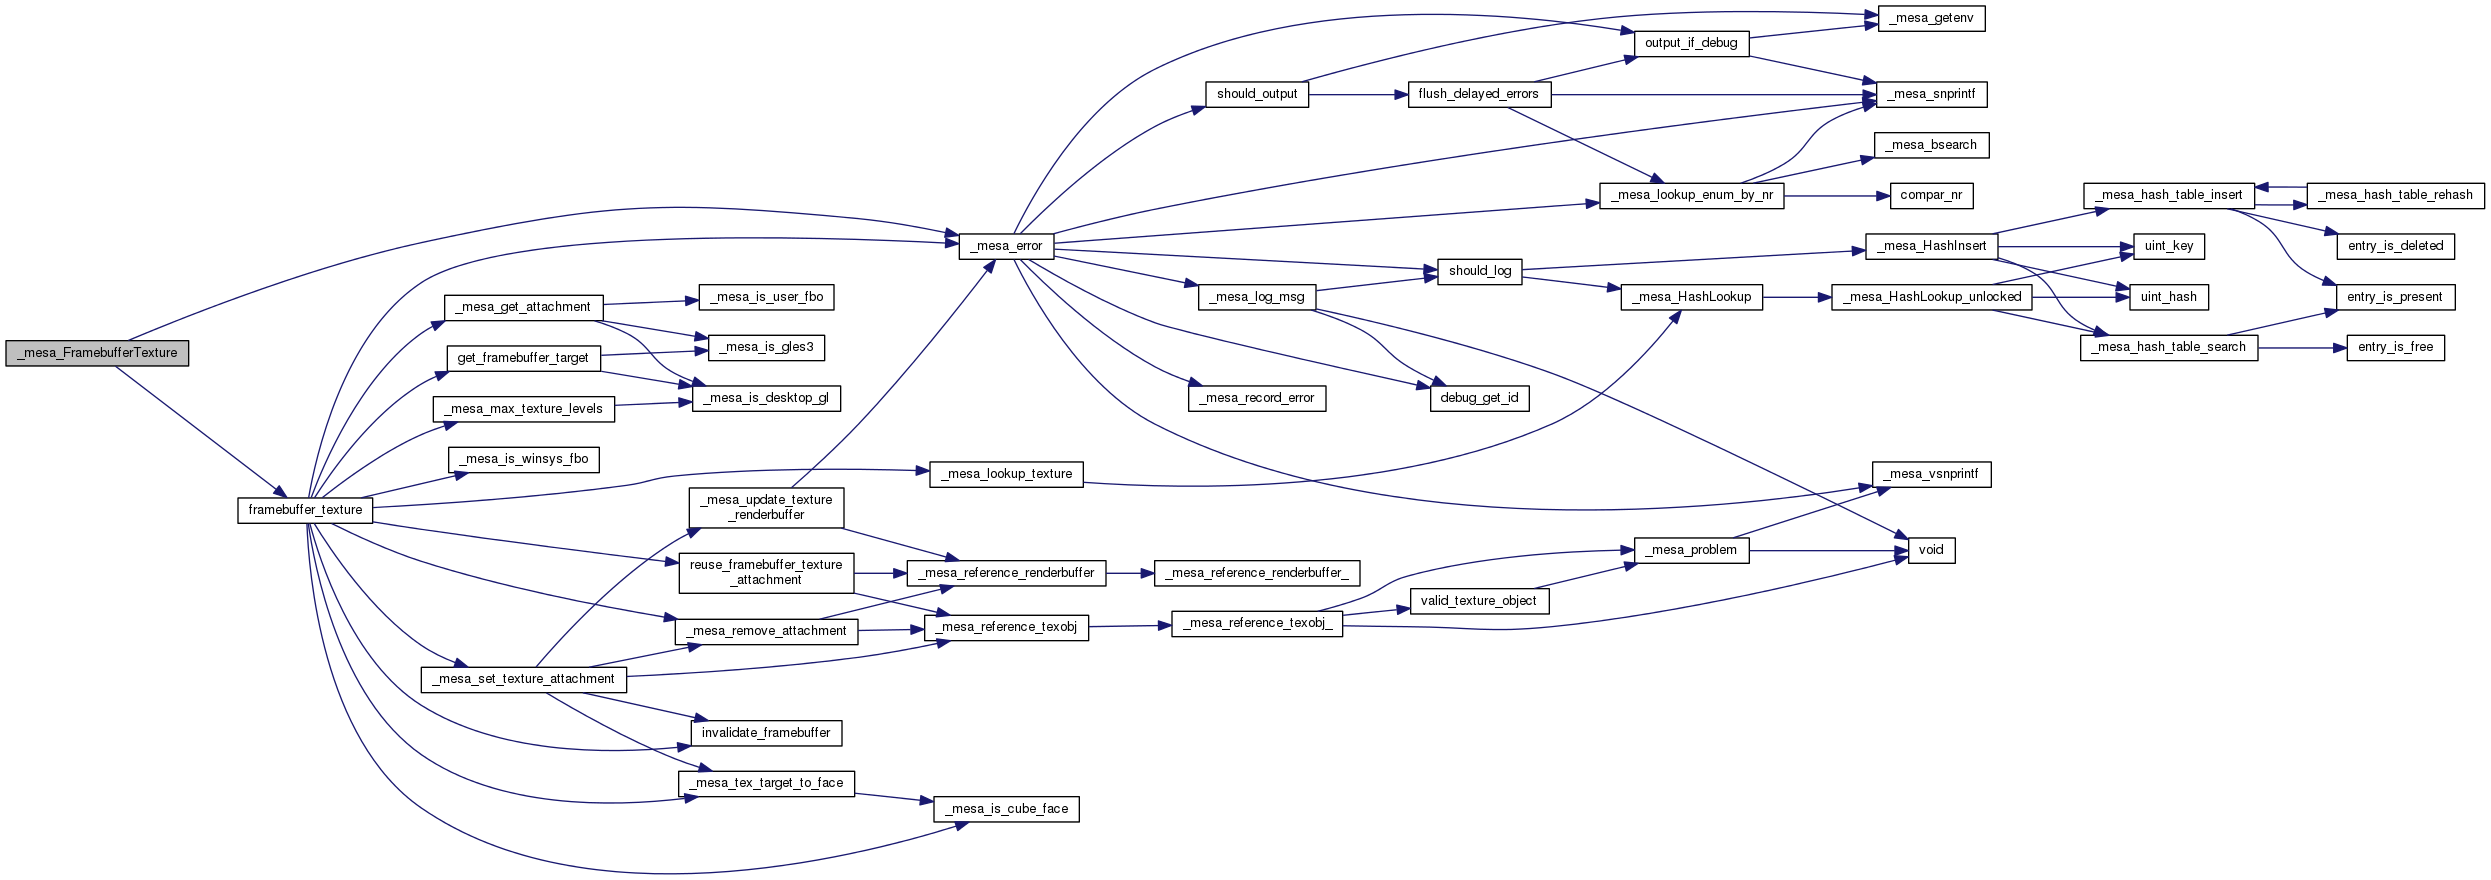 _mesa_FramebufferTexture
framebuffer_texture
_mesa_get_attachment
get_framebuffer_target
_mesa_max_texture_levels
_mesa_is_winsys_fbo
_mesa_set_texture_attachment
_mesa_is_user_fbo
_mesa_is_gles3
_mesa_is_desktop_gl
_mesa_update_texture
_renderbuffer
reuse_framebuffer_texture
_attachment
_mesa_remove_attachment
invalidate_framebuffer
_mesa_tex_target_to_face
_mesa_error
_mesa_lookup_texture
_mesa_reference_renderbuffer
_mesa_reference_texobj
_mesa_is_cube_face
should_output
_mesa_log_msg
_mesa_record_error
_mesa_reference_renderbuffer_
_mesa_reference_texobj_
flush_delayed_errors
should_log
debug_get_id
valid_texture_object
output_if_debug
_mesa_lookup_enum_by_nr
_mesa_HashLookup
_mesa_problem
_mesa_getenv
_mesa_snprintf
_mesa_bsearch
compar_nr
_mesa_HashInsert
_mesa_HashLookup_unlocked
_mesa_vsnprintf
void
_mesa_hash_table_insert
uint_key
uint_hash
_mesa_hash_table_search
_mesa_hash_table_rehash
entry_is_deleted
entry_is_present
entry_is_free